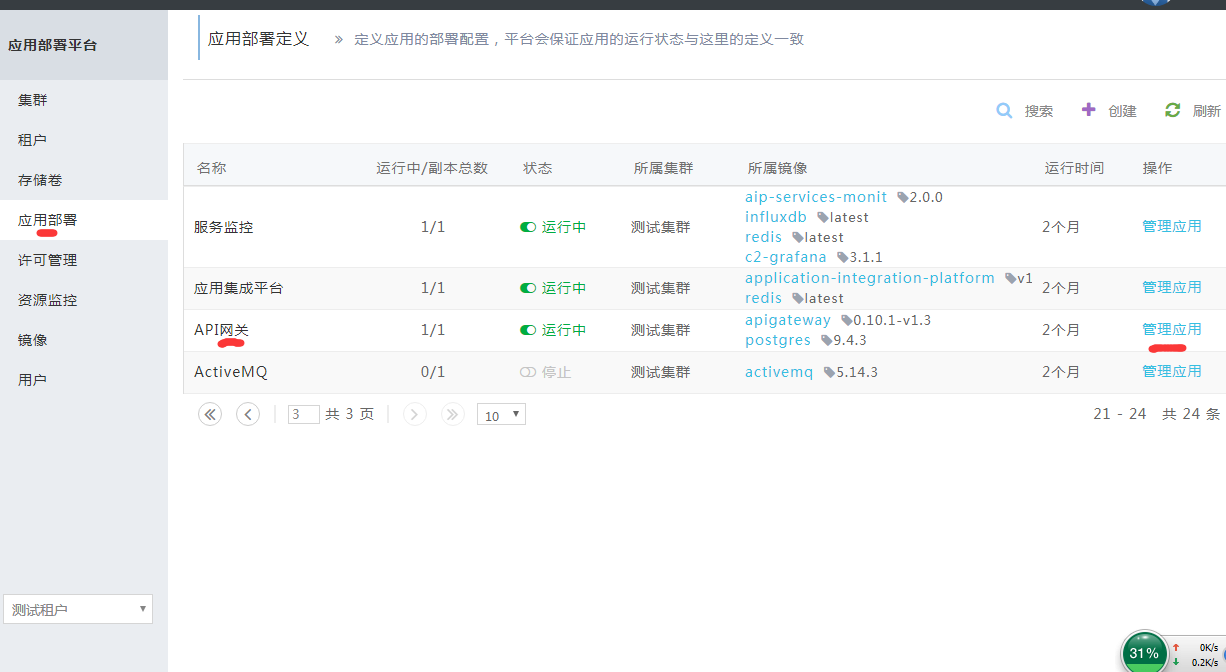 应用部署平台
集群
租户
存储卷
应用部署
许可管理
资源监控
镜像
用户
测试租户
应用部署定义 » 定义应用的部署配置，平台会保证应用的运行状态与这里的定义一致
搜索 创建 刷新
名称 运行中/副本总数 状态 所属集群 所属镜像 运行时间 操作
服务监控 1/1 运行中 测试集群 aip-services-monit 2.0.0 2个月 管理应用
influxdb latest
redis latest
c2-grafana 3.1.1
应用集成平台 1/1 运行中 测试集群 application-integration-platform v1 2个月 管理应用
redis latest
API网关 1/1 运行中 测试集群 apigateway 0.10.1-v1.3 2个月 管理应用
postgres 9.4.3
ActiveMQ 0/1 停止 测试集群 activemq 5.14.3 2个月 管理应用
3 共 3 页 10 21 - 24 共 24 条
31% 0K/s
0.2K/s